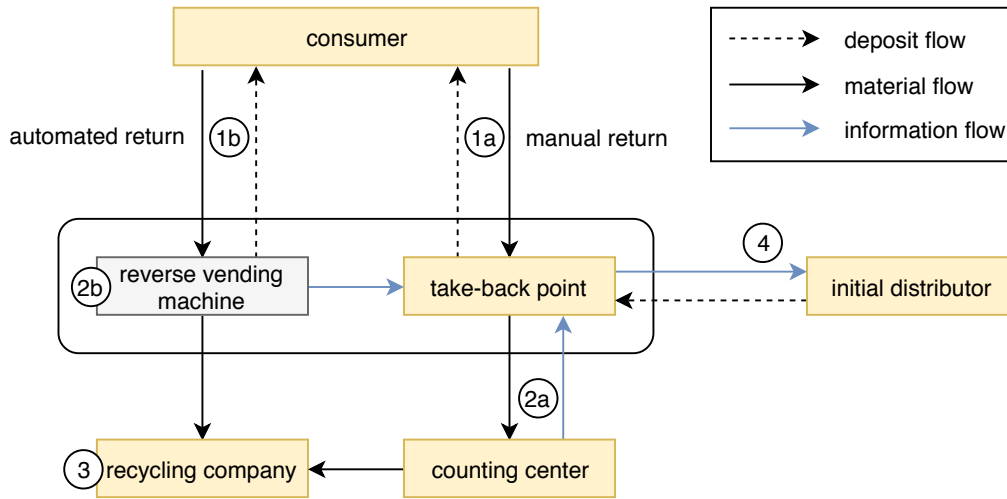 consumer
deposit flow
material flow
information flow
automated return
1b
1a
manual return
4
2b
reverse vending
machine
take-back point
initial distributor
2a
3
recycling company
counting center